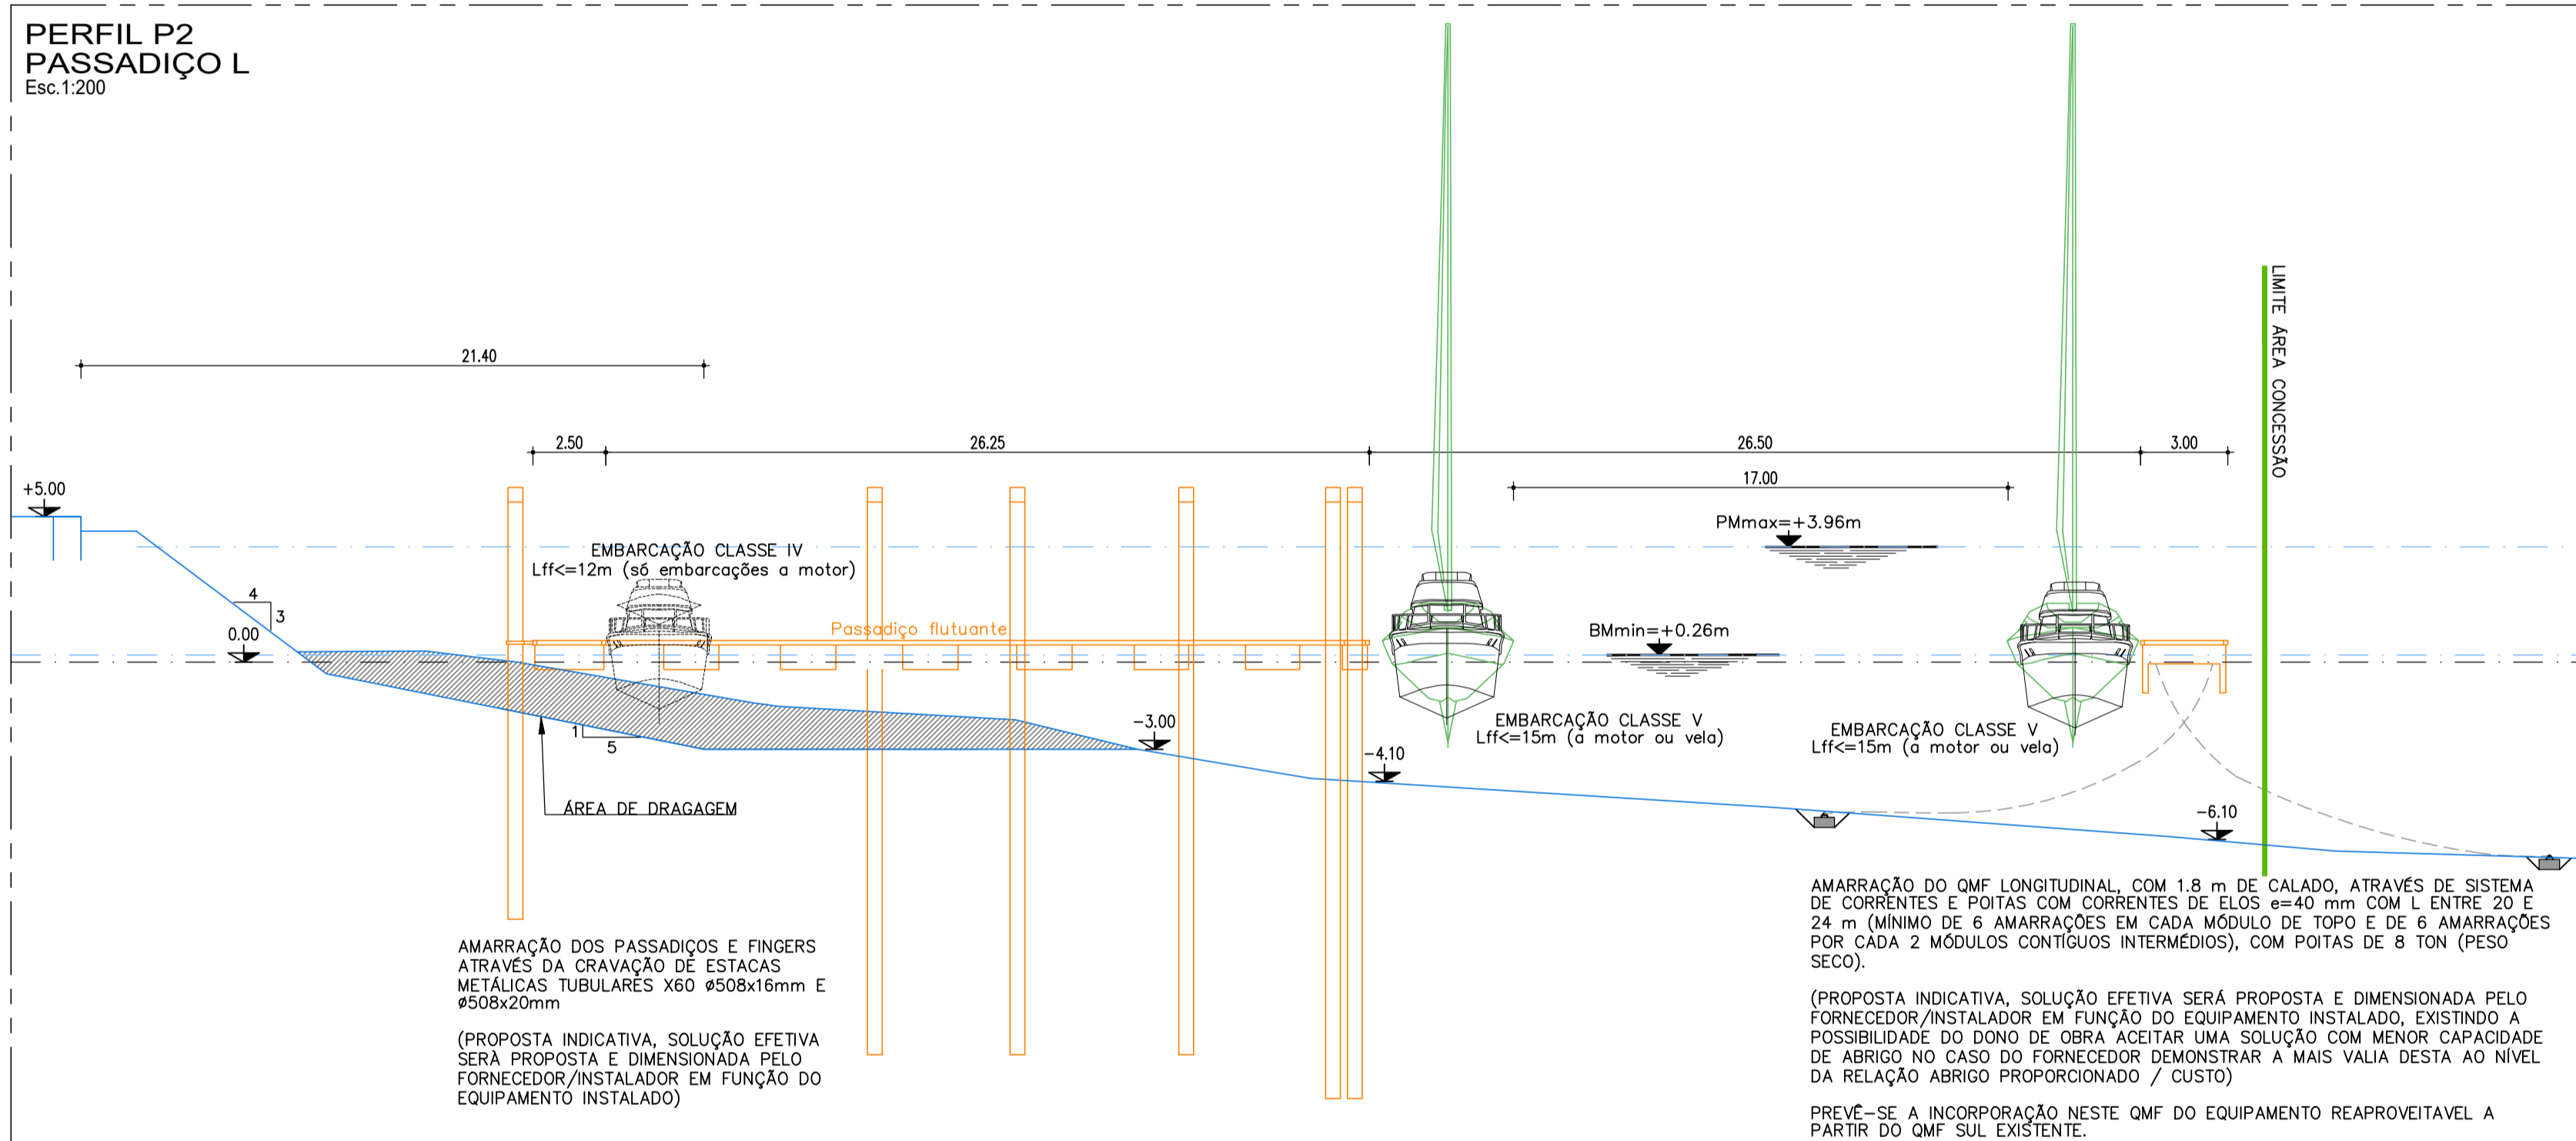 PERFIL P2
PASSADIÇO L
Esc.1:200
21.40
2.50
26.25
26.50
3.00
17.00
LIMITE ÁREA CONCESSÃO
+5.00
PMmax=+3.96m
EMBARCAÇÃO CLASSE IV
Lff<=12m (só embarcações a motor)
4
3
0.00
Passadiço flutuante
BMmin=+0.26m
-3.00
EMBARCAÇÃO CLASSE V
Lff<=15m (a motor ou vela)
EMBARCAÇÃO CLASSE V
Lff<=15m (a motor ou vela)
1
5
-4.10
ÁREA DE DRAGAGEM
-6.10
AMARRAÇÃO DOS PASSADIÇOS E FINGERS
ATRAVÉS DA CRAVAÇÃO DE ESTACAS
METÁLICAS TUBULARES X60 ø508x16mm E
ø508x20mm
(PROPOSTA INDICATIVA, SOLUÇÃO EFETIVA
SERÀ PROPOSTA E DIMENSIONADA PELO
FORNECEDOR/INSTALADOR EM FUNÇÃO DO
EQUIPAMENTO INSTALADO)
AMARRAÇÃO DO QMF LONGITUDINAL, COM 1.8 m DE CALADO, ATRAVÉS DE SISTEMA
DE CORRENTES E POITAS COM CORRENTES DE ELOS e=40 mm COM L ENTRE 20 E
24 m (MÍNIMO DE 6 AMARRAÇÕES EM CADA MÓDULO DE TOPO E DE 6 AMARRAÇÕES
POR CADA 2 MÓDULOS CONTÍGUOS INTERMÉDIOS), COM POITAS DE 8 TON (PESO
SECO).
(PROPOSTA INDICATIVA, SOLUÇÃO EFETIVA SERÁ PROPOSTA E DIMENSIONADA PELO
FORNECEDOR/INSTALADOR EM FUNÇÃO DO EQUIPAMENTO INSTALADO, EXISTINDO A
POSSIBILIDADE DO DONO DE OBRA ACEITAR UMA SOLUÇÃO COM MENOR CAPACIDADE
DE ABRIGO NO CASO DO FORNECEDOR DEMONSTRAR A MAIS VALIA DESTA AO NÍVEL
DA RELAÇÃO ABRIGO PROPORCIONADO / CUSTO)
PREVÊ-SE A INCORPORAÇÃO NESTE QMF DO EQUIPAMENTO REAPROVEITAVEL A
PARTIR DO QMF SUL EXISTENTE.